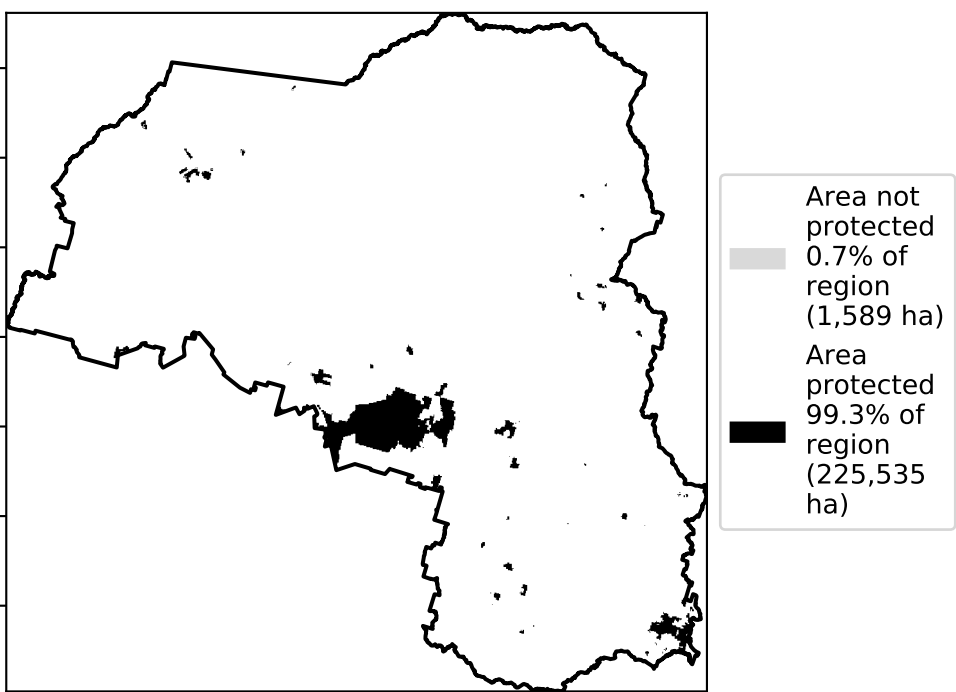 Area not
protected
0.7% of
region
(1,589 ha)
Area
protected
99.3% of
region
(225,535
ha)